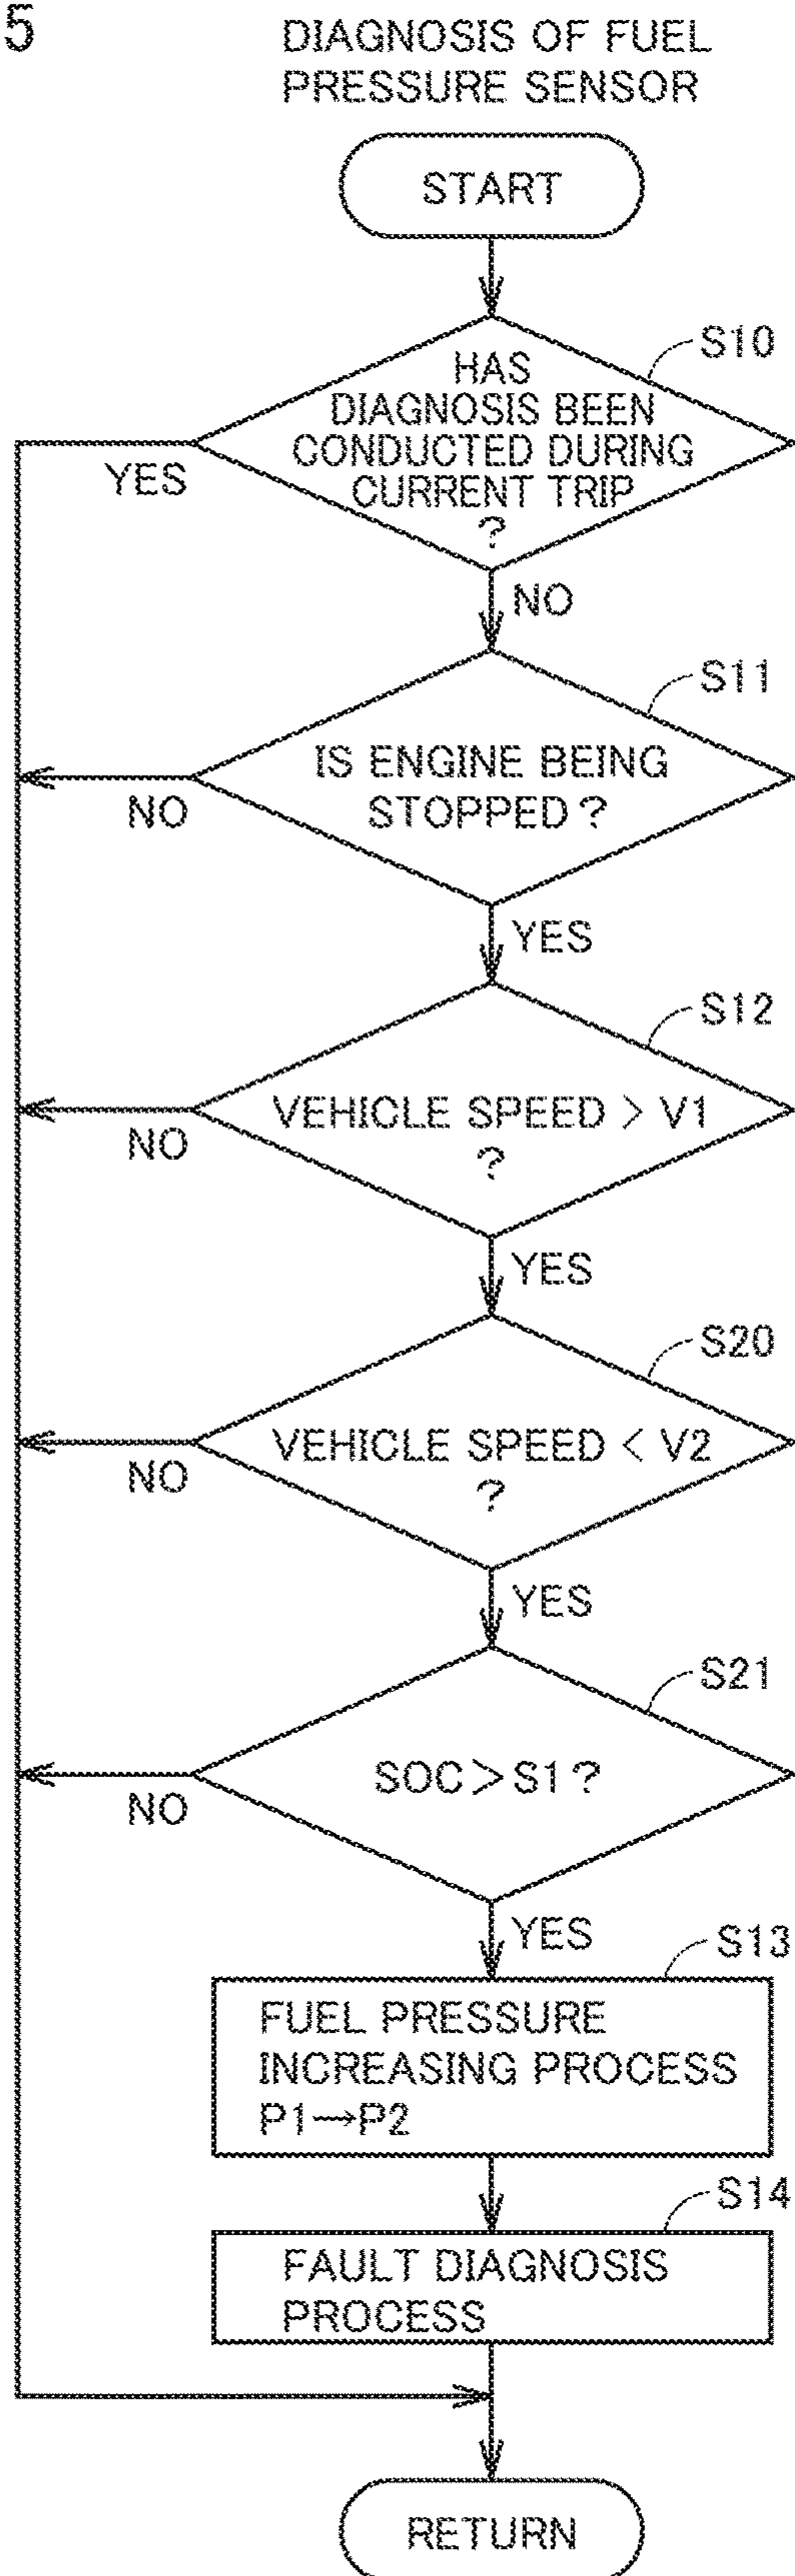 5
DIAGNOSIS OF FUEL
PRESSURE SENSOR
START
S10
HAS
DIAGNOSIS BEEN
CONDUCTED DURING
CURRENT TRIP
?
YES
NO
S11
IS ENGINE BEING
STOPPED ?
NO
YES
S12
VEHICLE SPEED > V1
?
NO
YES
S20
VEHICLE SPEED < V2
?
NO
YES
S21
SOC > S1 ?
NO
YES
S13
FUEL PRESSURE
INCREASING PROCESS
P1→P2
S14
FAULT DIAGNOSIS
PROCESS
RETURN